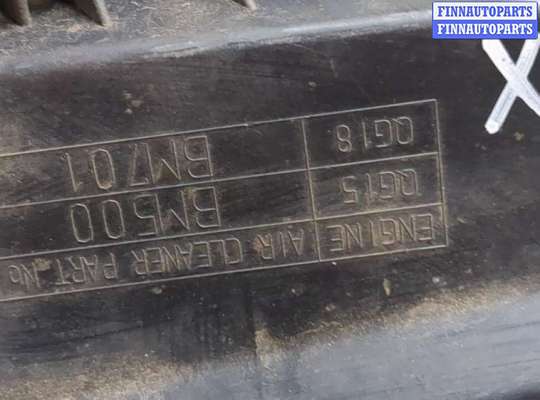 FINNAUTOPARTS
FINNAUTOPARTS
X
ENGINE AIR CLEANER PART No
QG15 BM500
QG18 BM701